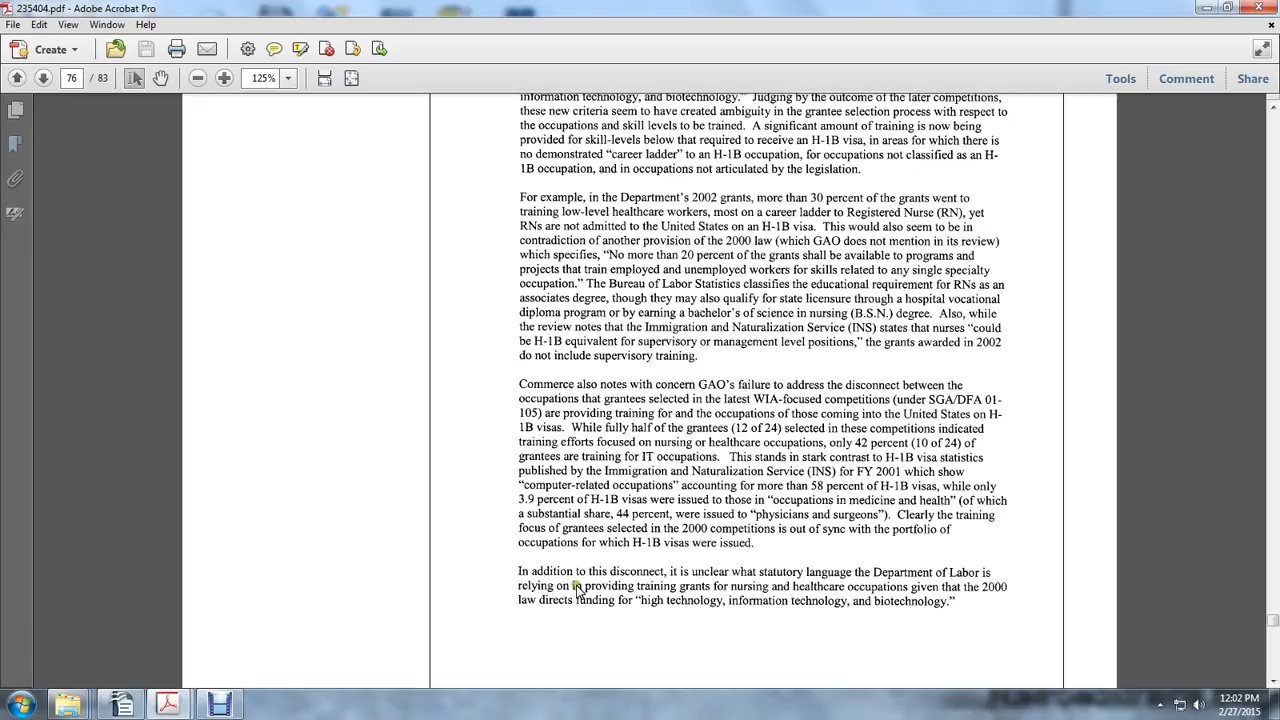 235404.pdf - Adobe Acrobat Pro
File Edit View Window Help
Create
76 / 83 125% Tools Comment Share
information technology, and biotechnology.” Judging by the outcome of the later competitions,
these new criteria seem to have created ambiguity in the grantee selection process with respect to
the occupations and skill levels to be trained. A significant amount of training is now being
provided for skill-levels below that required to receive an H-1B visa, in areas for which there is
no demonstrated “career ladder” to an H-1B occupation, for occupations not classified as an H-
1B occupation, and in occupations not articulated by the legislation.
For example, in the Department’s 2002 grants, more than 30 percent of the grants went to
training low-level healthcare workers, most on a career ladder to Registered Nurse (RN), yet
RNs are not admitted to the United States on an H-1B visa. This would also seem to be in
contradiction of another provision of the 2000 law (which GAO does not mention in its review)
which specifies, “No more than 20 percent of the grants shall be available to programs and
projects that train employed and unemployed workers for skills related to any single specialty
occupation.” The Bureau of Labor Statistics classifies the educational requirement for RNs as an
associates degree, though they may also qualify for state licensure through a hospital vocational
diploma program or by earning a bachelor’s of science in nursing (B.S.N.) degree. Also, while
the review notes that the Immigration and Naturalization Service (INS) states that nurses “could
be H-1B equivalent for supervisory or management level positions,” the grants awarded in 2002
do not include supervisory training.
Commerce also notes with concern GAO’s failure to address the disconnect between the
occupations that grantees selected in the latest WIA-focused competitions (under SGA/DFA 01-
105) are providing training for and the occupations of those coming into the United States on H-
1B visas. While fully half of the grantees (12 of 24) selected in these competitions indicated
training efforts focused on nursing or healthcare occupations, only 42 percent (10 of 24) of
grantees are training for IT occupations. This stands in stark contrast to H-1B visa statistics
published by the Immigration and Naturalization Service (INS) for FY 2001 which show
“computer-related occupations” accounting for more than 58 percent of H-1B visas, while only
3.9 percent of H-1B visas were issued to those in “occupations in medicine and health” (of which
a substantial share, 44 percent, were issued to “physicians and surgeons”). Clearly the training
focus of grantees selected in the 2000 competitions is out of sync with the portfolio of
occupations for which H-1B visas were issued.
In addition to this disconnect, it is unclear what statutory language the Department of Labor is
relying on in providing training grants for nursing and healthcare occupations given that the 2000
law directs funding for “high technology, information technology, and biotechnology.”
12:02 PM
2/27/2015